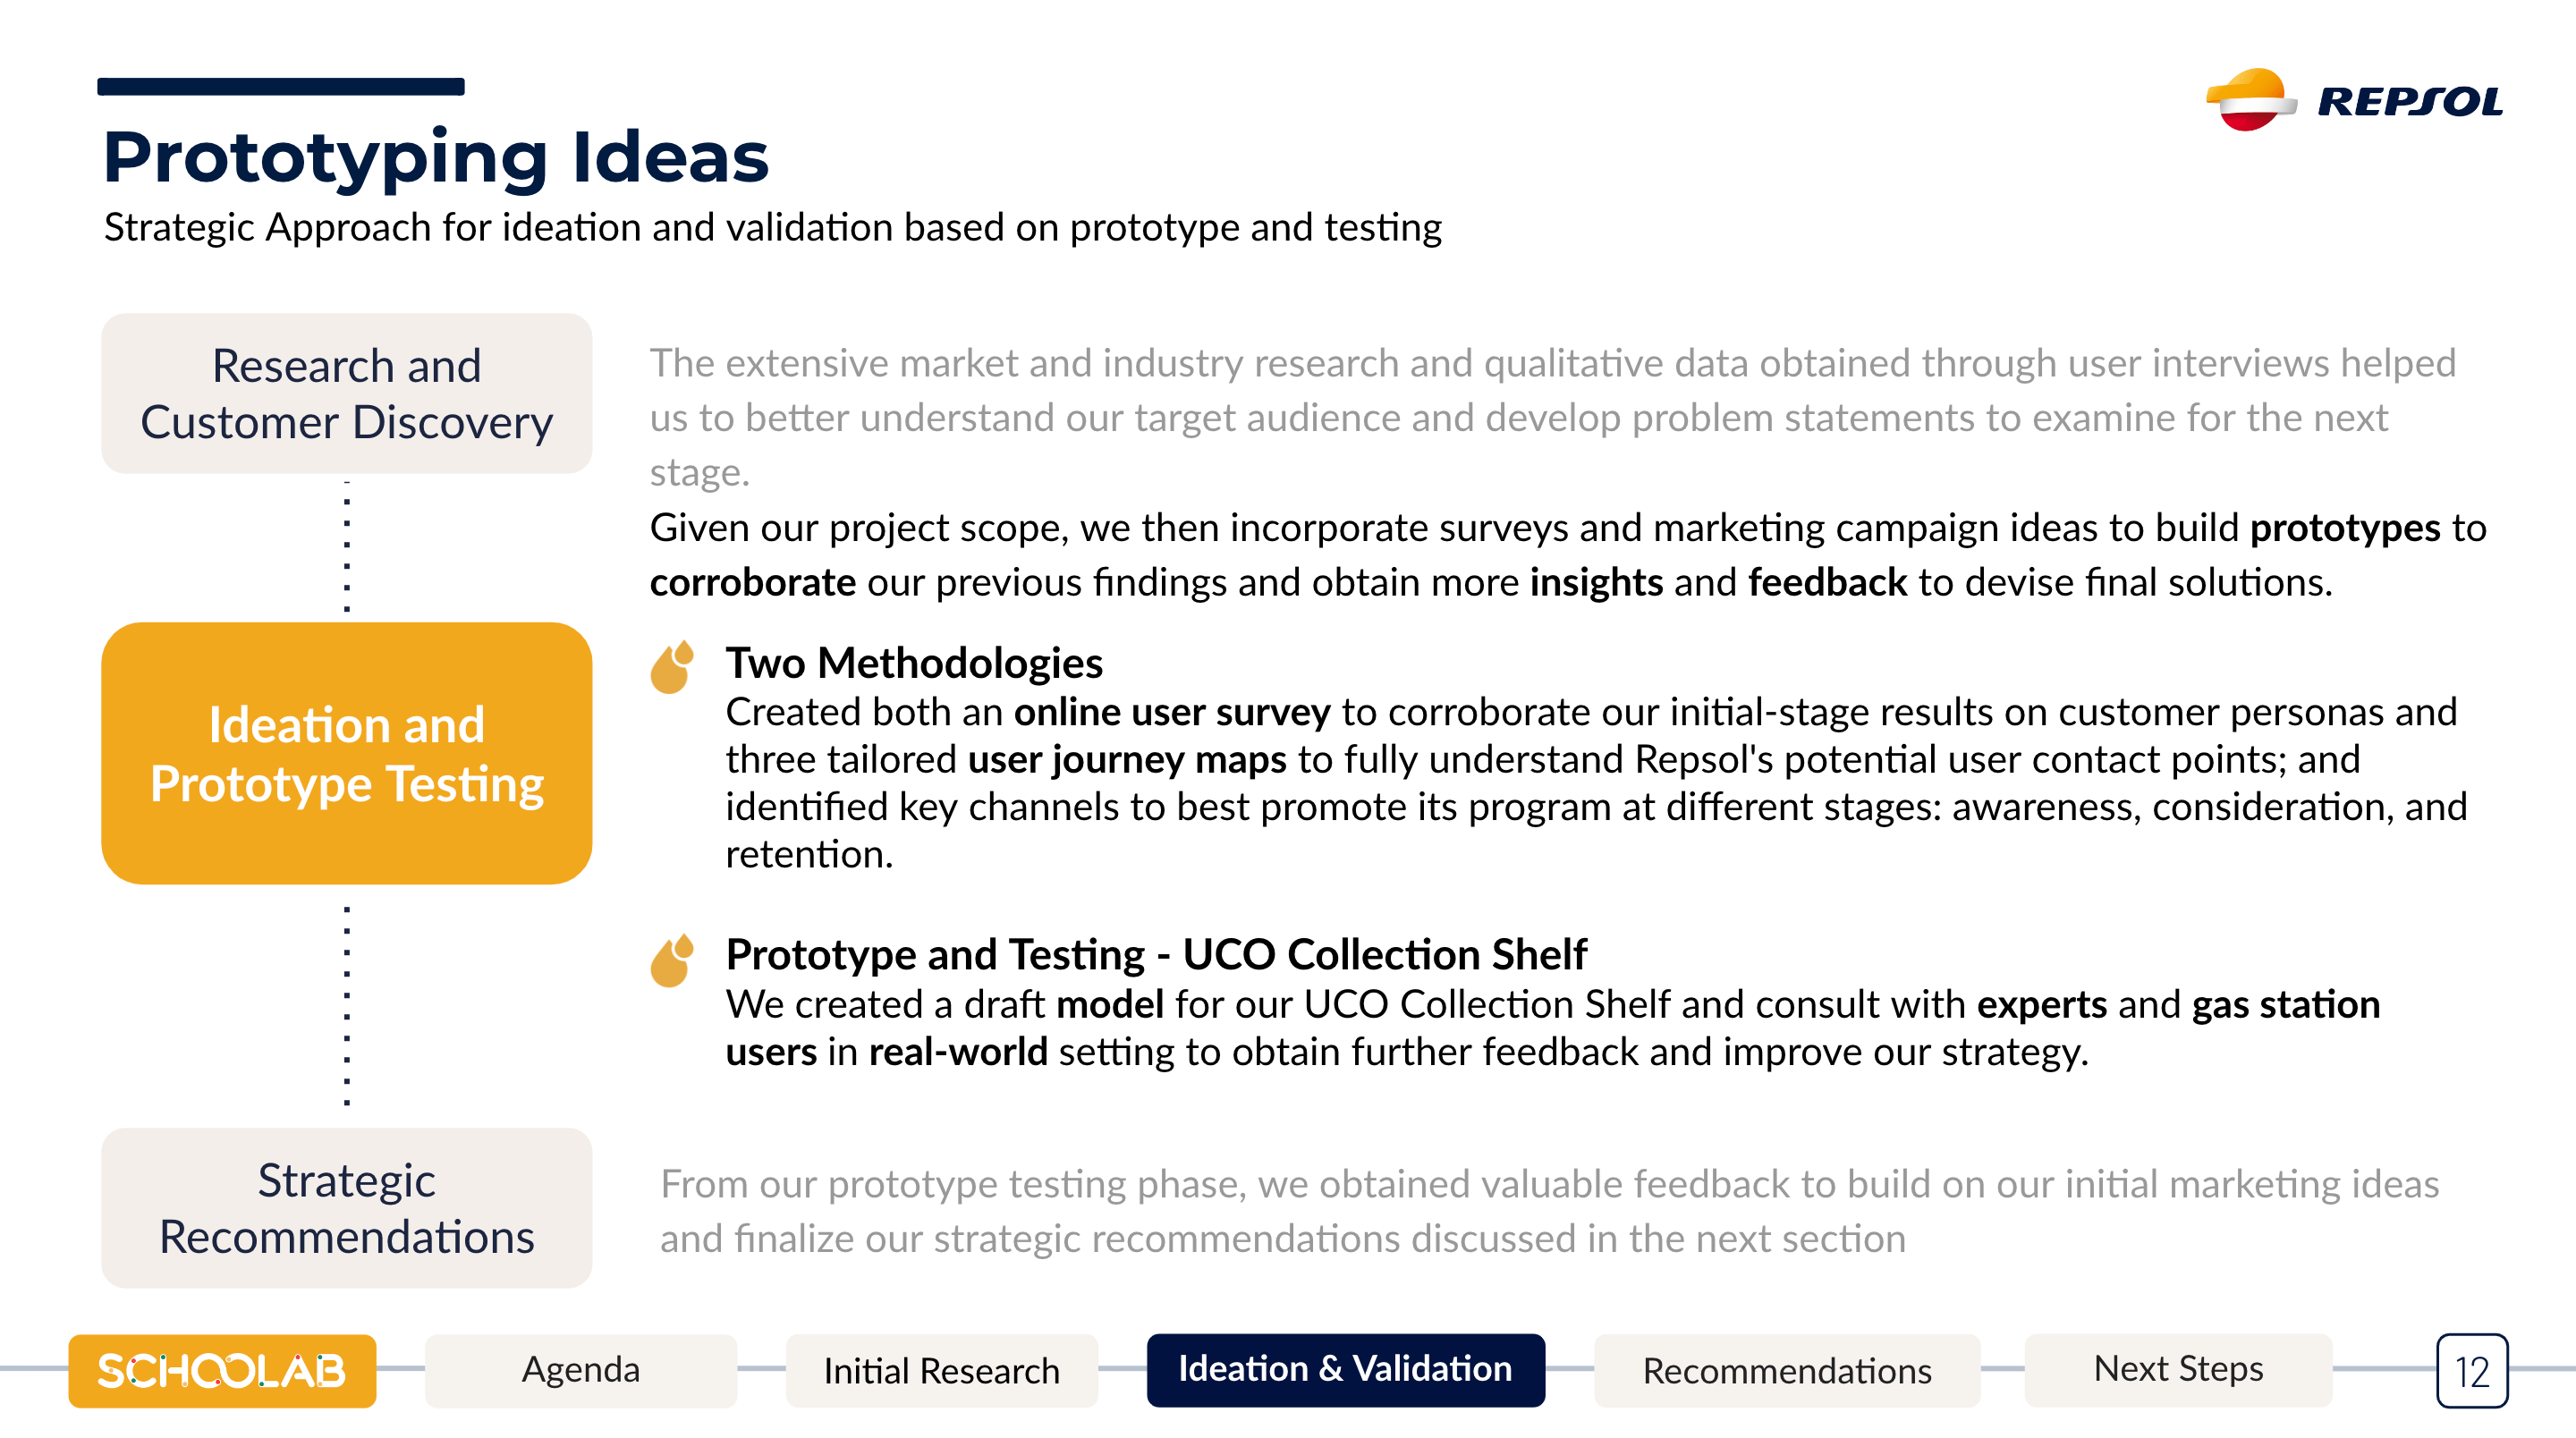 REPSOL
Prototyping Ideas
Strategic Approach for ideation and validation based on prototype and testing
Research and
Customer Discovery
The extensive market and industry research and qualitative data obtained through user interviews helped
us to better understand our target audience and develop problem statements to examine for the next
stage.
Given our project scope, we then incorporate surveys and marketing campaign ideas to build prototypes to
corroborate our previous findings and obtain more insights and feedback to devise final solutions.
Ideation and
Prototype Testing
Two Methodologies
Created both an online user survey to corroborate our initial-stage results on customer personas and
three tailored user journey maps to fully understand Repsol's potential user contact points; and
identified key channels to best promote its program at different stages: awareness, consideration, and
retention.
Prototype and Testing - UCO Collection Shelf
We created a draft model for our UCO Collection Shelf and consult with experts and gas station
users in real-world setting to obtain further feedback and improve our strategy.
Strategic
Recommendations
From our prototype testing phase, we obtained valuable feedback to build on our initial marketing ideas
and finalize our strategic recommendations discussed in the next section
SCHOOLAB
Agenda
Initial Research
Ideation & Validation
Recommendations
Next Steps
12